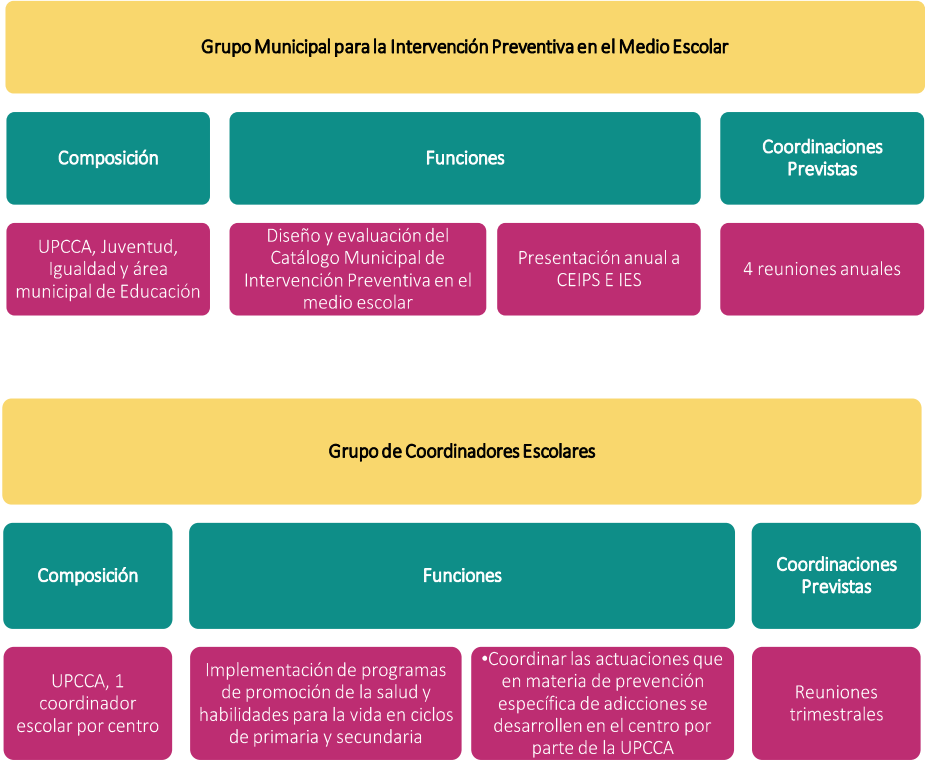 Grupo Municipal para la Intervención Preventiva en el Medio Escolar
Composición
Funciones
Coordinaciones
Previstas
UPCCA, Juventud,
Igualdad y área
municipal de Educación
Diseño y evaluación del
Catálogo Municipal de
Intervención Preventiva en el
medio escolar
Presentación anual a
CEIPS E IES
4 reuniones anuales
Grupo de Coordinadores Escolares
Composición
Funciones
Coordinaciones
Previstas
UPCCA, 1
coordinador
escolar por centro
Implementación de programas
de promoción de la salud y
habilidades para la vida en ciclos
de primaria y secundaria
•Coordinar las actuaciones que
en materia de prevención
específica de adicciones se
desarrollen en el centro por
parte de la UPCCA
Reuniones
trimestrales